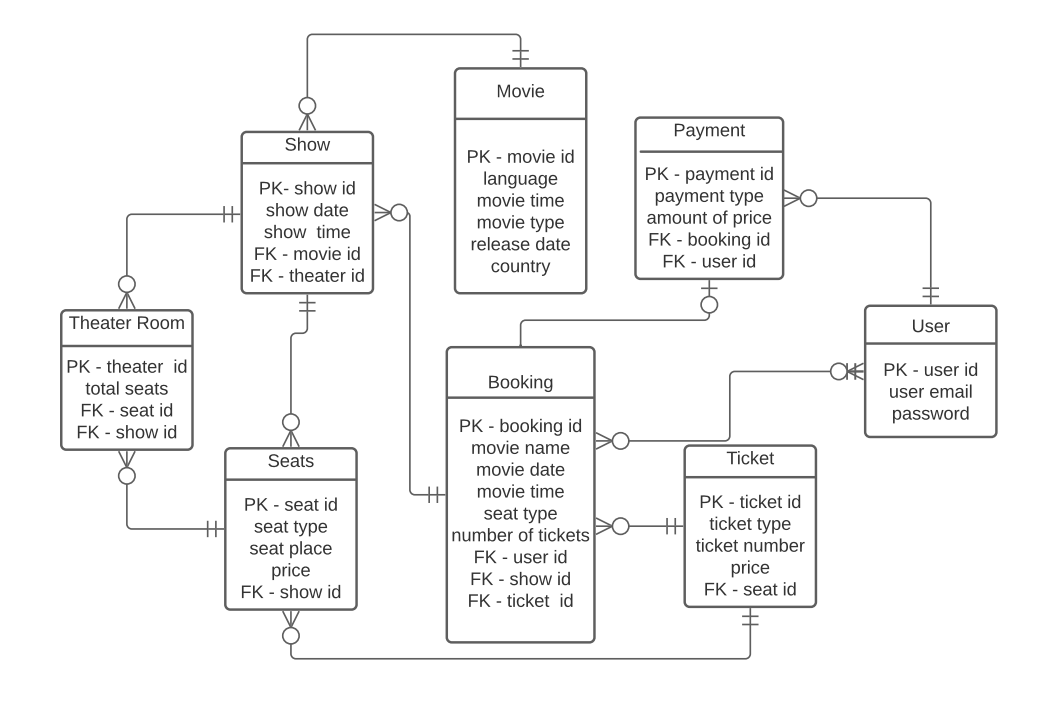 Movie
PK - movie id
language
movie time
movie type
release date
country
Payment
PK - payment id
payment type
amount of price
FK - booking id
FK - user id
Show
PK- show id
show date
show  time
FK - movie id
FK - theater id
Theater Room
PK - theater  id
total seats
FK - seat id
FK - show id
User
PK - user id
user email
password
Booking
PK - booking id
movie name
movie date
movie time
seat type
number of tickets
FK - user id
FK - show id
FK - ticket  id
Seats
PK - seat id
seat type
seat place
price
FK - show id
Ticket
PK - ticket id
ticket type
ticket number
price
FK - seat id